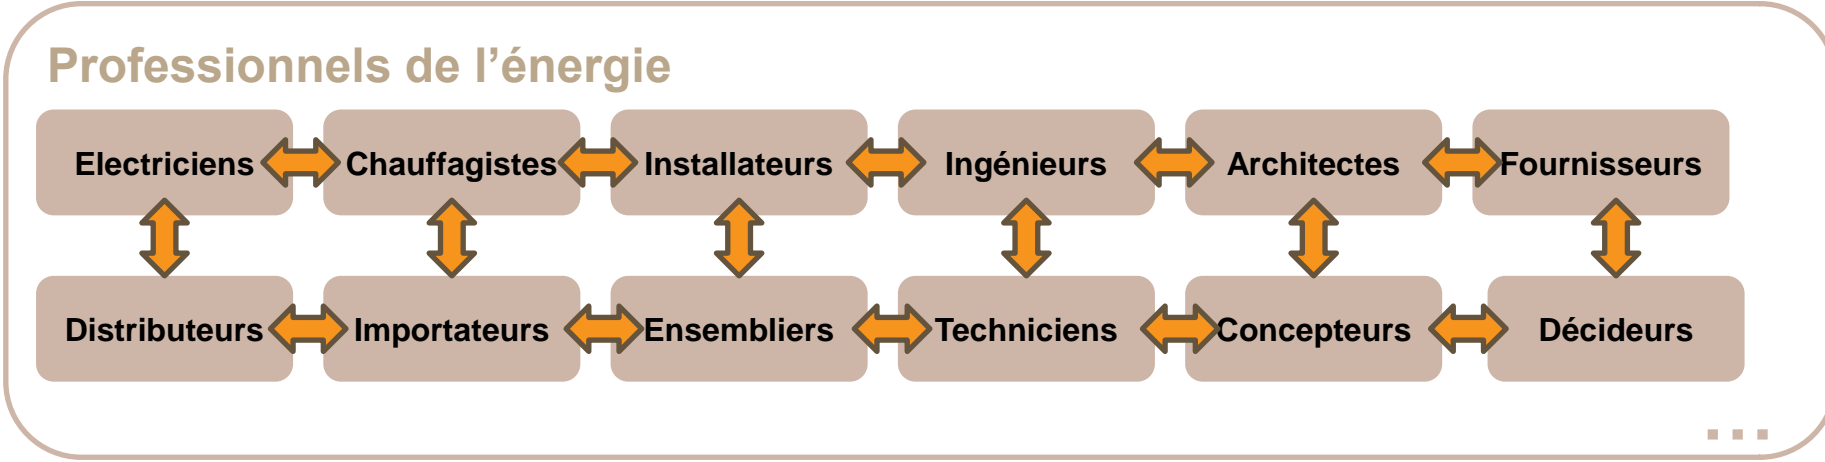 Professionnels de l’énergie
Electriciens Chauffagistes Installateurs Ingénieurs Architectes Fournisseurs
Distributeurs Importateurs Ensembliers Techniciens Concepteurs Décideurs
...